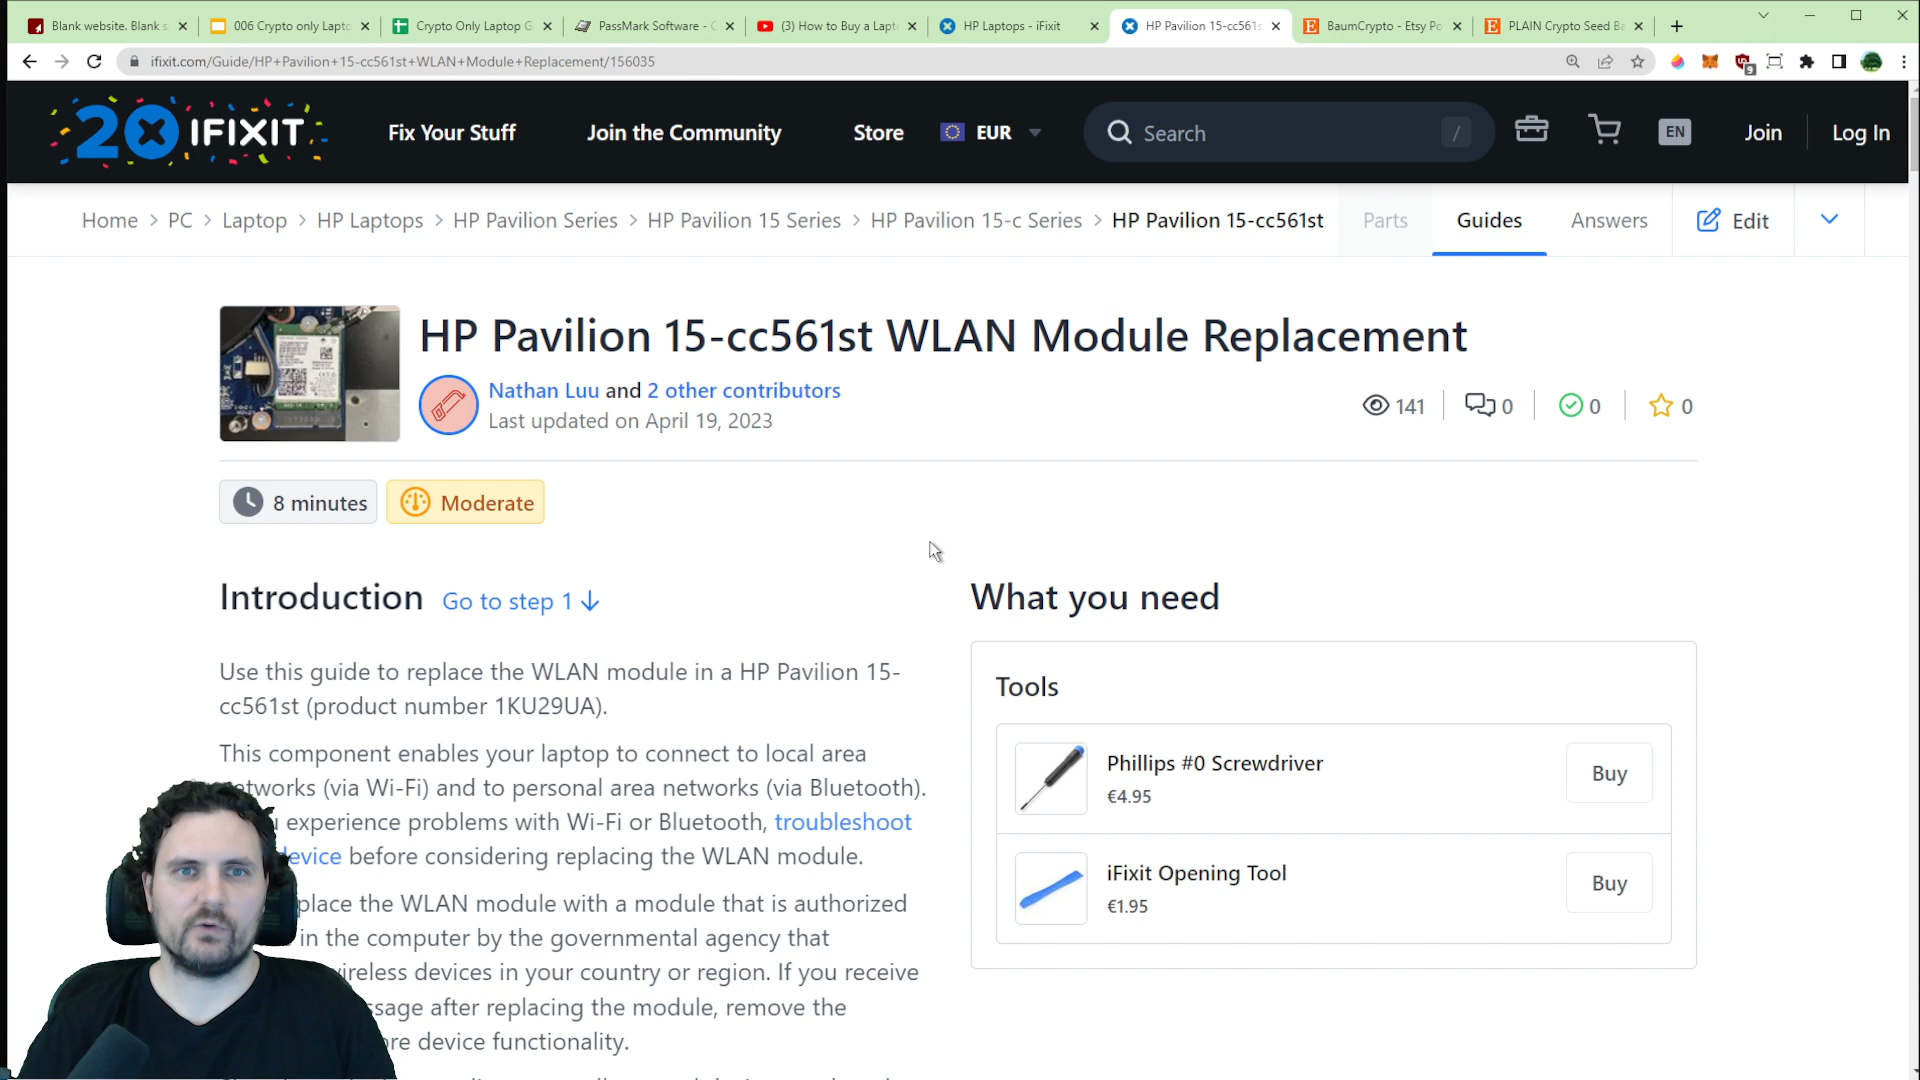 Blank website. Blank s
006 Crypto only Lapto
Crypto Only Laptop G
PassMark Software - C
(3) How to Buy a Lapt
HP Laptops - iFixit
HP Pavilion 15-cc561s
BaumCrypto - Etsy Po
PLAIN Crypto Seed Ba
ifixit.com/Guide/HP+Pavilion+15-cc561st+WLAN+Module+Replacement/156035
9
20 IFIXIT
Fix Your Stuff
Join the Community
Store
EUR
Search
/
EN
Join
Log In
Home > PC > Laptop > HP Laptops > HP Pavilion Series > HP Pavilion 15 Series > HP Pavilion 15-c Series > HP Pavilion 15-cc561st
Parts
Guides
Answers
Edit
HP Pavilion 15-cc561st WLAN Module Replacement
Nathan Luu and 2 other contributors
Last updated on April 19, 2023
141
0
0
0
8 minutes
Moderate
Introduction
Go to step 1
Use this guide to replace the WLAN module in a HP Pavilion 15-
cc561st (product number 1KU29UA).
This component enables your laptop to connect to local area
etworks (via Wi-Fi) and to personal area networks (via Bluetooth).
experience problems with Wi-Fi or Bluetooth, troubleshoot
device before considering replacing the WLAN module.
place the WLAN module with a module that is authorized
in the computer by the governmental agency that
wireless devices in your country or region. If you receive
ssage after replacing the module, remove the
ore device functionality.
What you need
Tools
Phillips #0 Screwdriver
€4.95
Buy
iFixit Opening Tool
€1.95
Buy